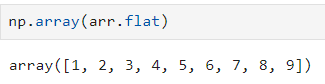 np.array(arr.flat)
array([1, 2, 3, 4, 5, 6, 7, 8, 9])